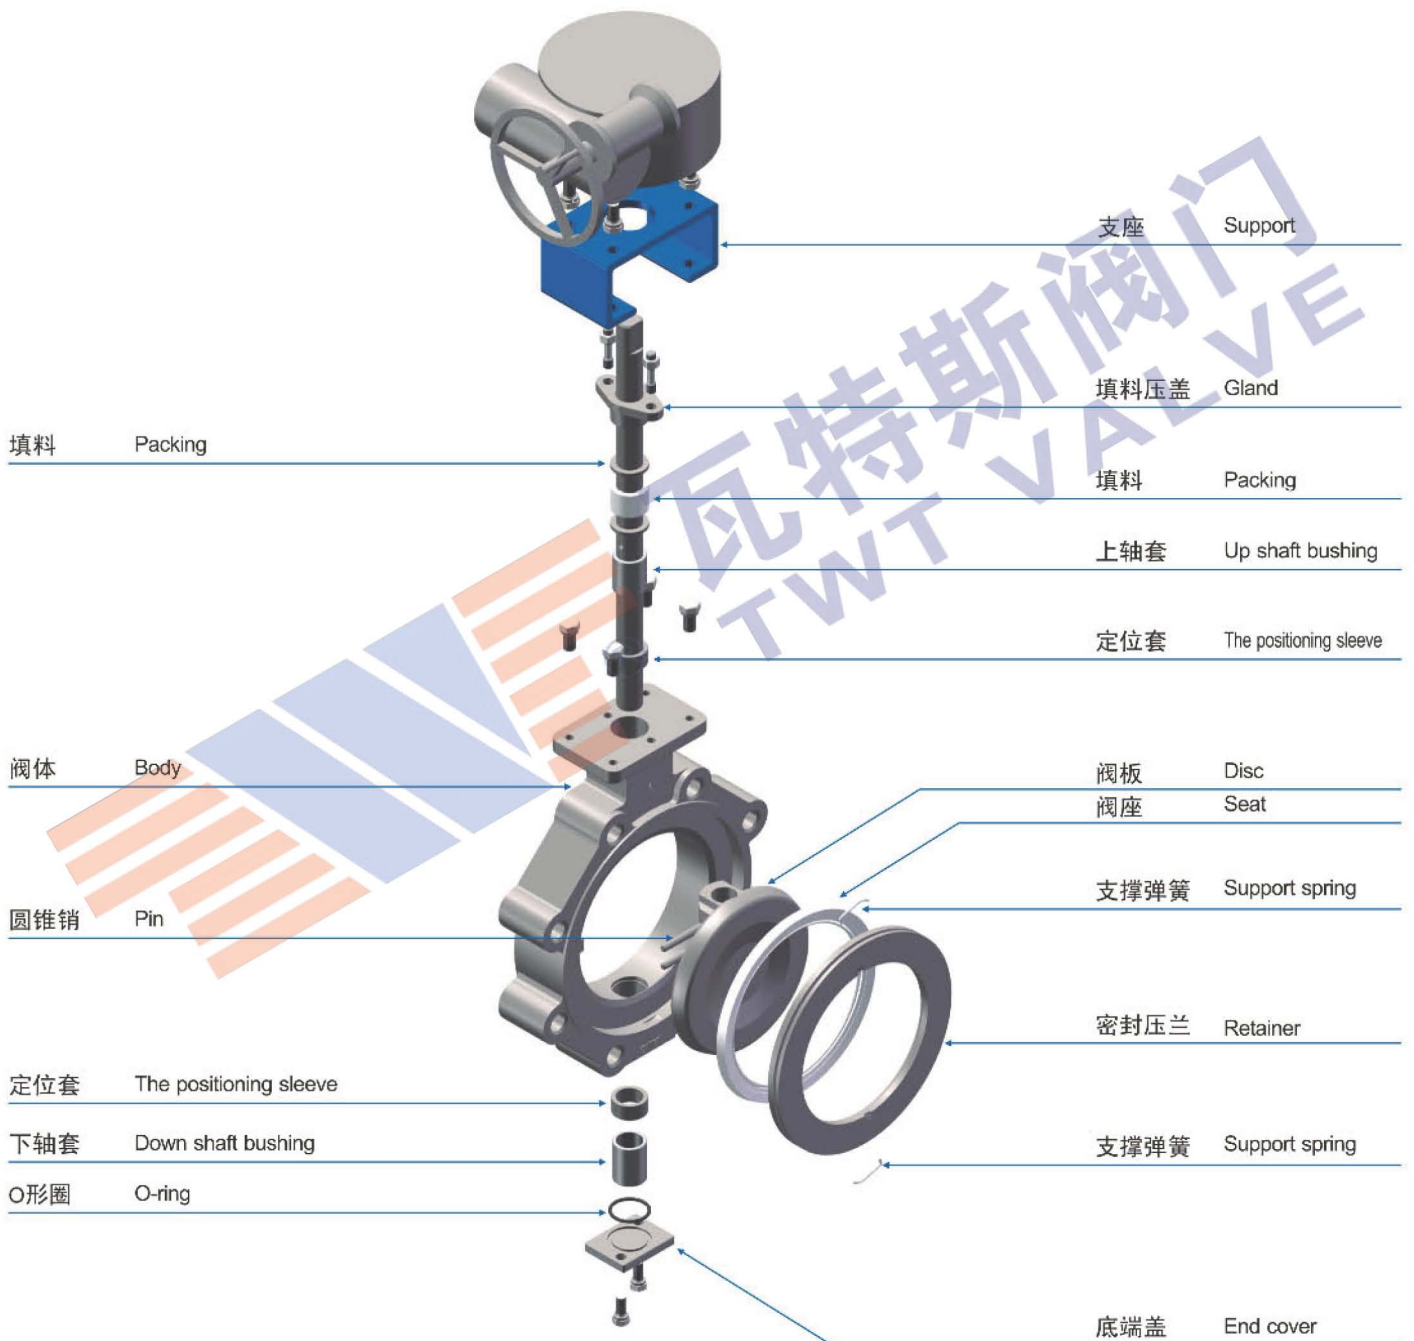 支座 Support
填料压盖 Gland
填料 Packing
填料 Packing
上轴套 Up shaft bushing
定位套 The positioning sleeve
阀体 Body
阀板 Disc
阀座 Seat
支撑弹簧 Support spring
圆锥销 Pin
密封压兰 Retainer
定位套 The positioning sleeve
下轴套 Down shaft bushing
支撑弹簧 Support spring
O形圈 O-ring
底端盖 End cover
瓦特斯阀门
TWT VALVE